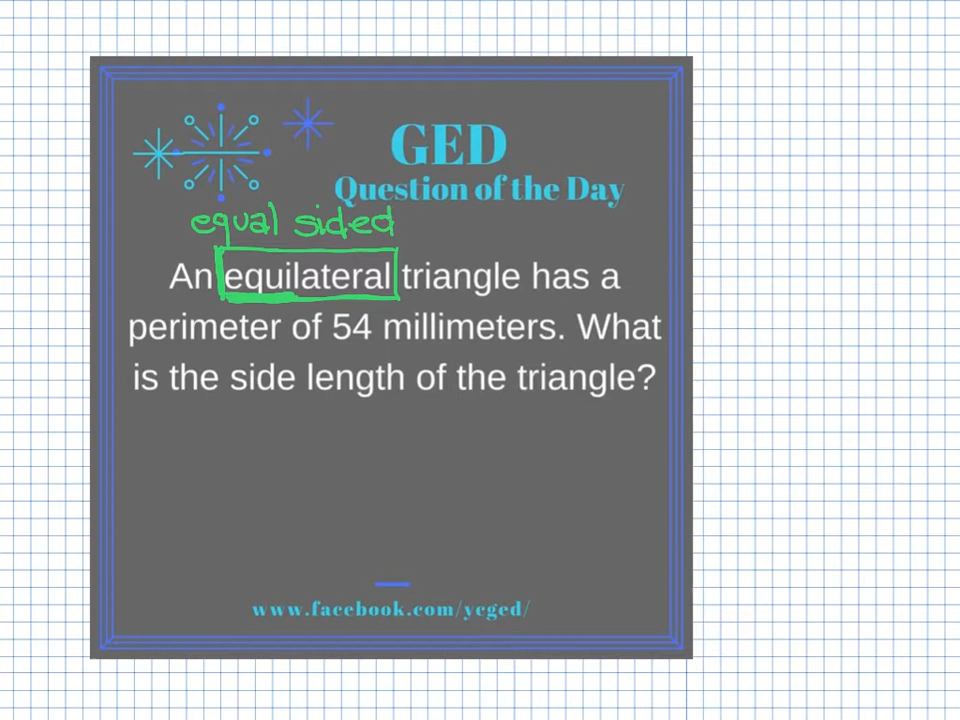 GED
Question of the Day
equal sided
An equilateral triangle has a
perimeter of 54 millimeters. What
is the side length of the triangle?
www.facebook.com/ycged/